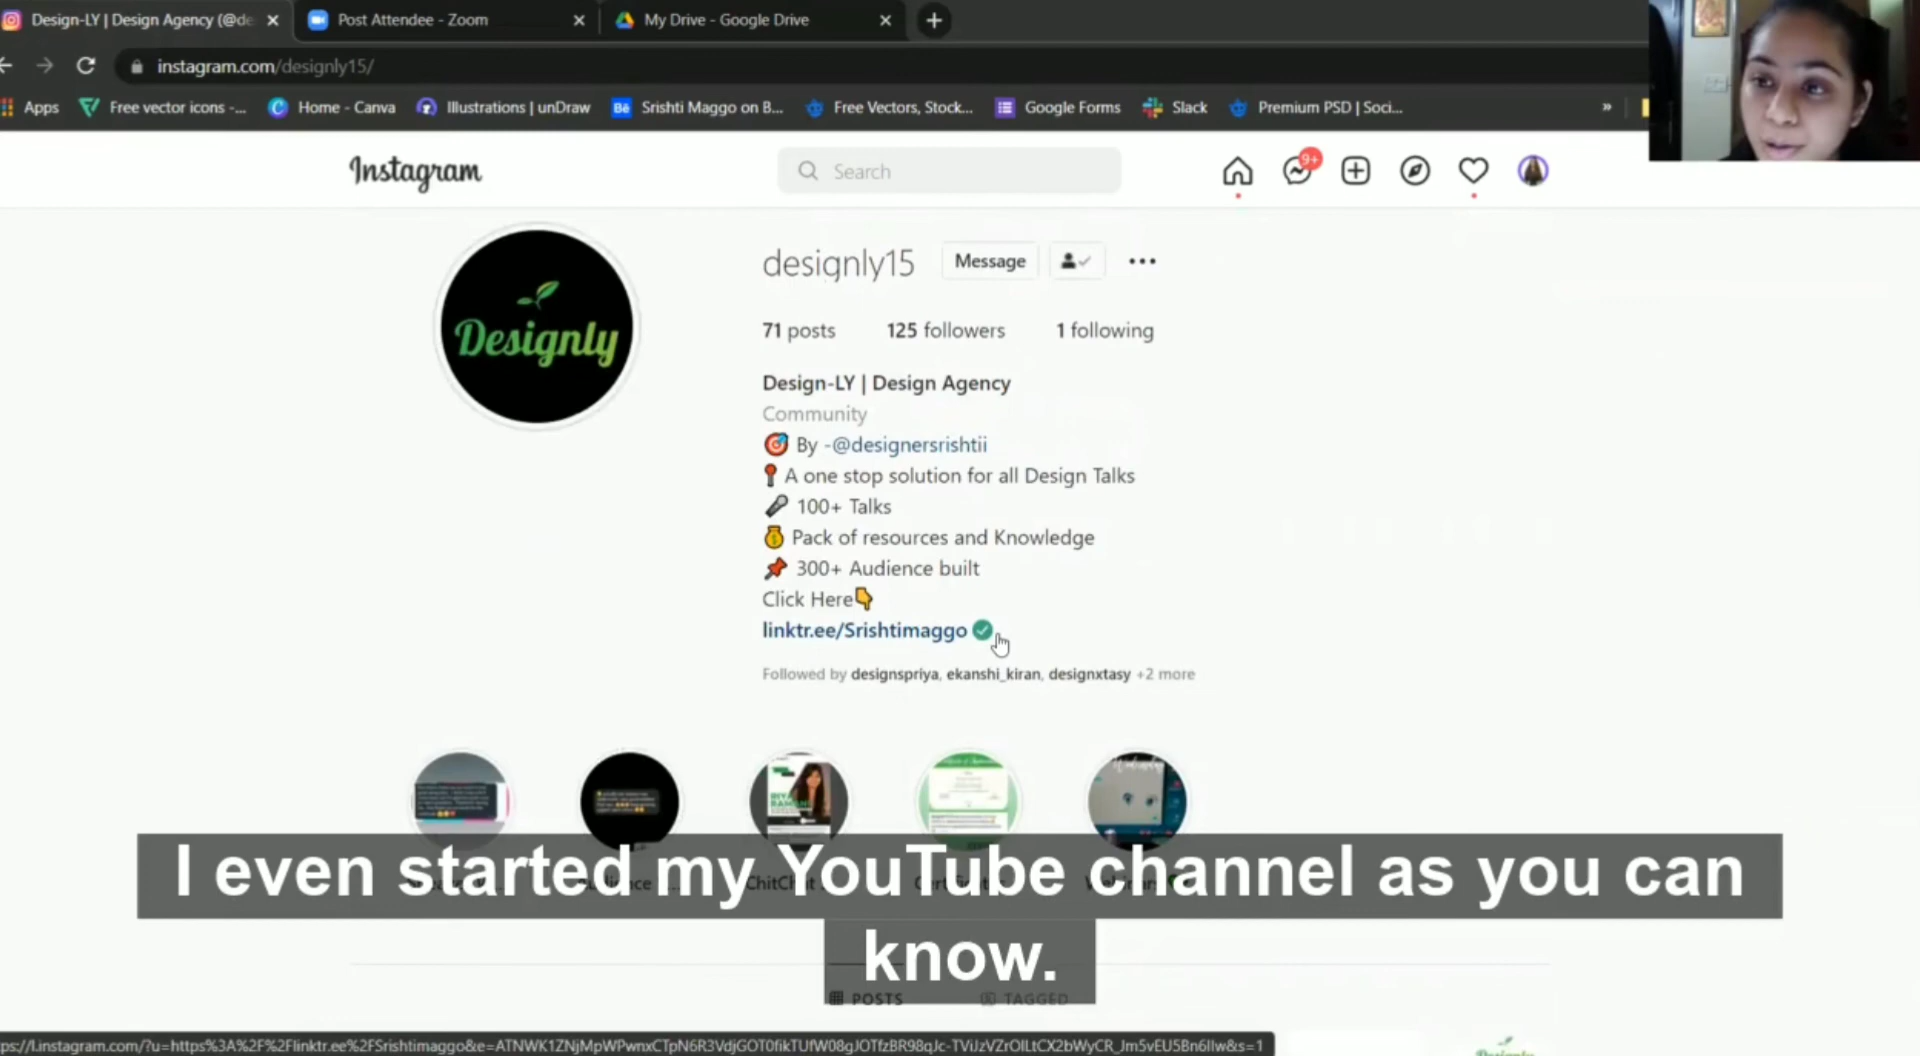 Design-LY | Design Agency (@de
Post Attendee - Zoom
My Drive - Google Drive
instagram.com/designly15/
Apps
Free vector icons -...
Home - Canva
Illustrations | unDraw
Srishti Maggo on B...
Free Vectors, Stock...
Google Forms
Slack
Premium PSD | Soci...
»
Instagram
Search
9+
Designly
designly15
Message
71 posts
125 followers
1 following
Design-LY | Design Agency
Community
By -@designersrishtii
A one stop solution for all Design Talks
100+ Talks
Pack of resources and Knowledge
300+ Audience built
Click Here
linktr.ee/Srishtimaggo
Followed by designspriya, ekanshi_kiran, designxtasy +2 more
I even started my YouTube channel as you can
know.
POSTS
TAGGED